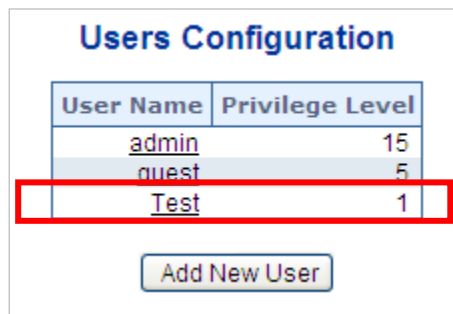 Users Configuration
User Name Privilege Level
admin 15
guest 5
Test 1
Add New User